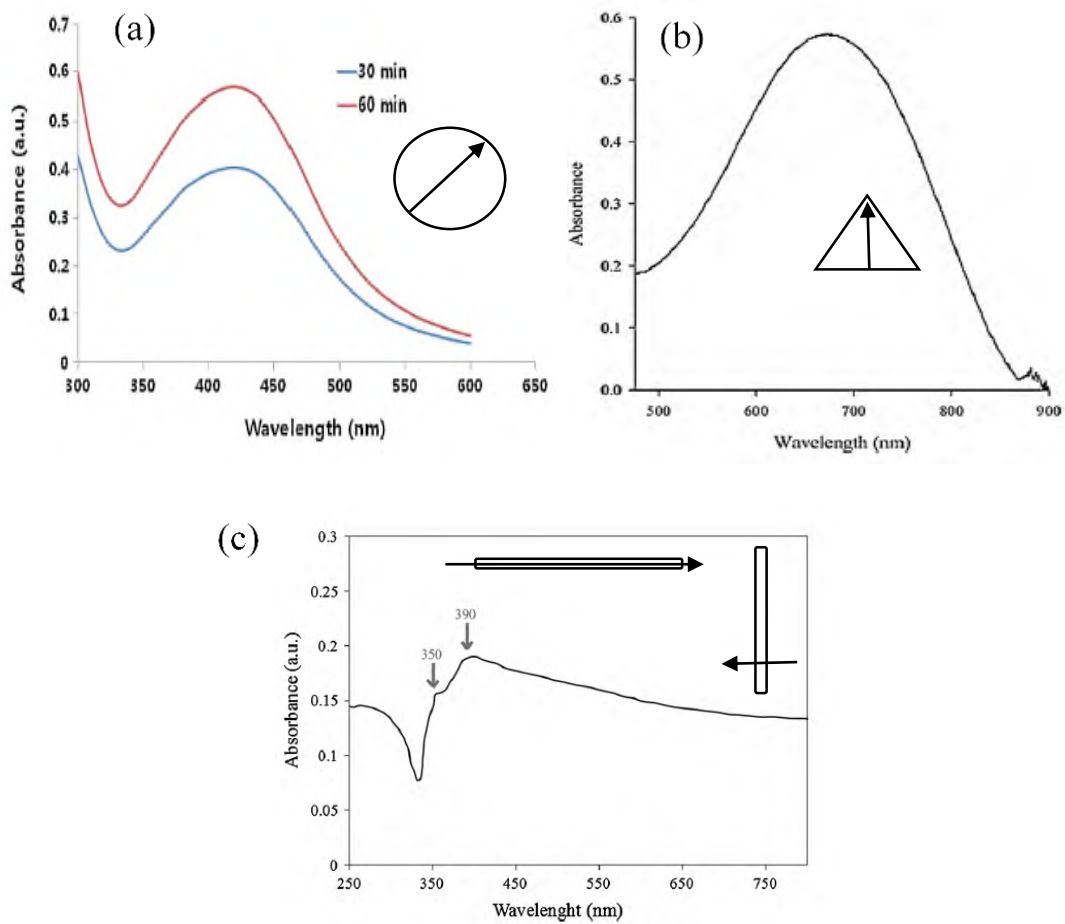 (a)
0.7
0.6
0.5
0.4
0.3
0.2
0.1
0
Absorbance (a.u.)
30 min
60 min
300 350 400 450 500 550 600 650
Wavelength (nm)
(b)
0.6
0.5
0.3
0.2
0.1
0.0
Absorbance
500 600 700 800 900
Wavelength (nm)
(c)
0.3
0.25
0.2
0.15
0.1
0.05
0
Absorbance (a.u.)
350
390
250 350 450 550 650 750
Wavelenght (nm)